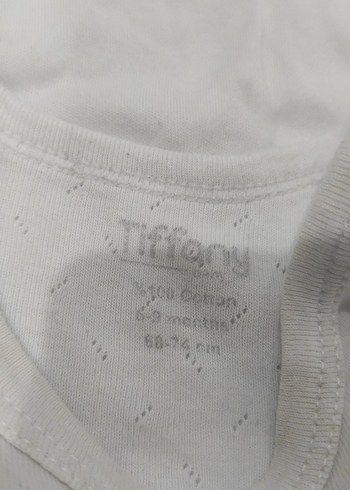 Tiffany
%100 Cotton
6-9 months
68-74 cm